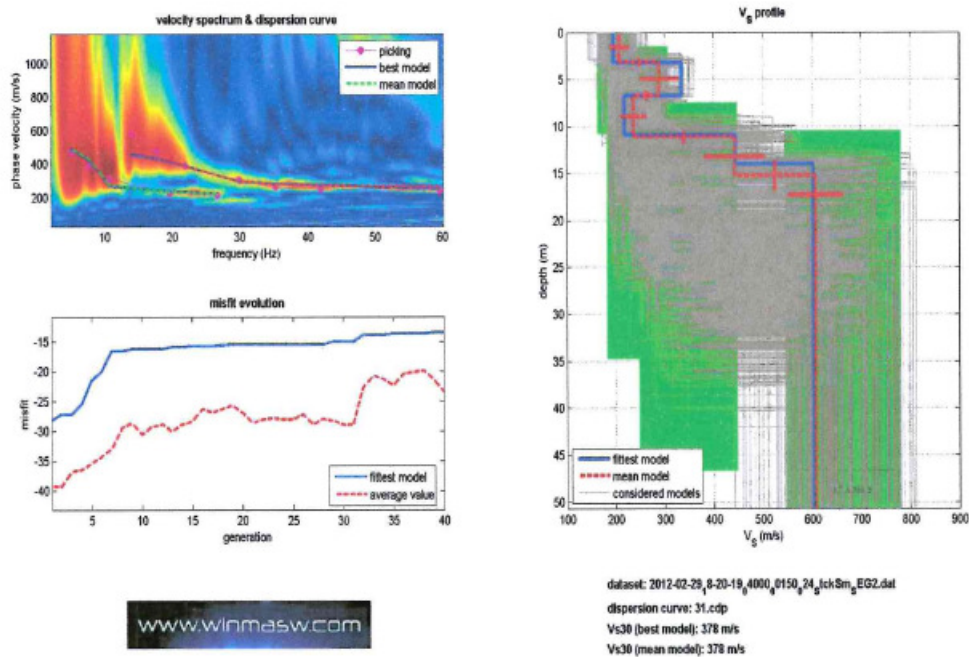 velocity spectrum & dispersion curve
picking
best model
mean model
phase velocity (m/s)
1000
800
600
400
200
10
20
30
40
50
60
frequency (Hz)
misfit evolution
misfit
-15
-20
-25
-30
-35
-40
fittest model
average value
5
10
15
20
25
30
35
40
generation
www.winmasw.com
VS profile
depth (m)
0
5
10
15
20
25
30
35
40
45
50
fittest model
mean model
considered models
100
200
300
400
500
600
700
800
900
VS (m/s)
dispersion curve: 31.cdp
Vs30 (best model): 378 m/s
Vs30 (mean model): 378 m/s